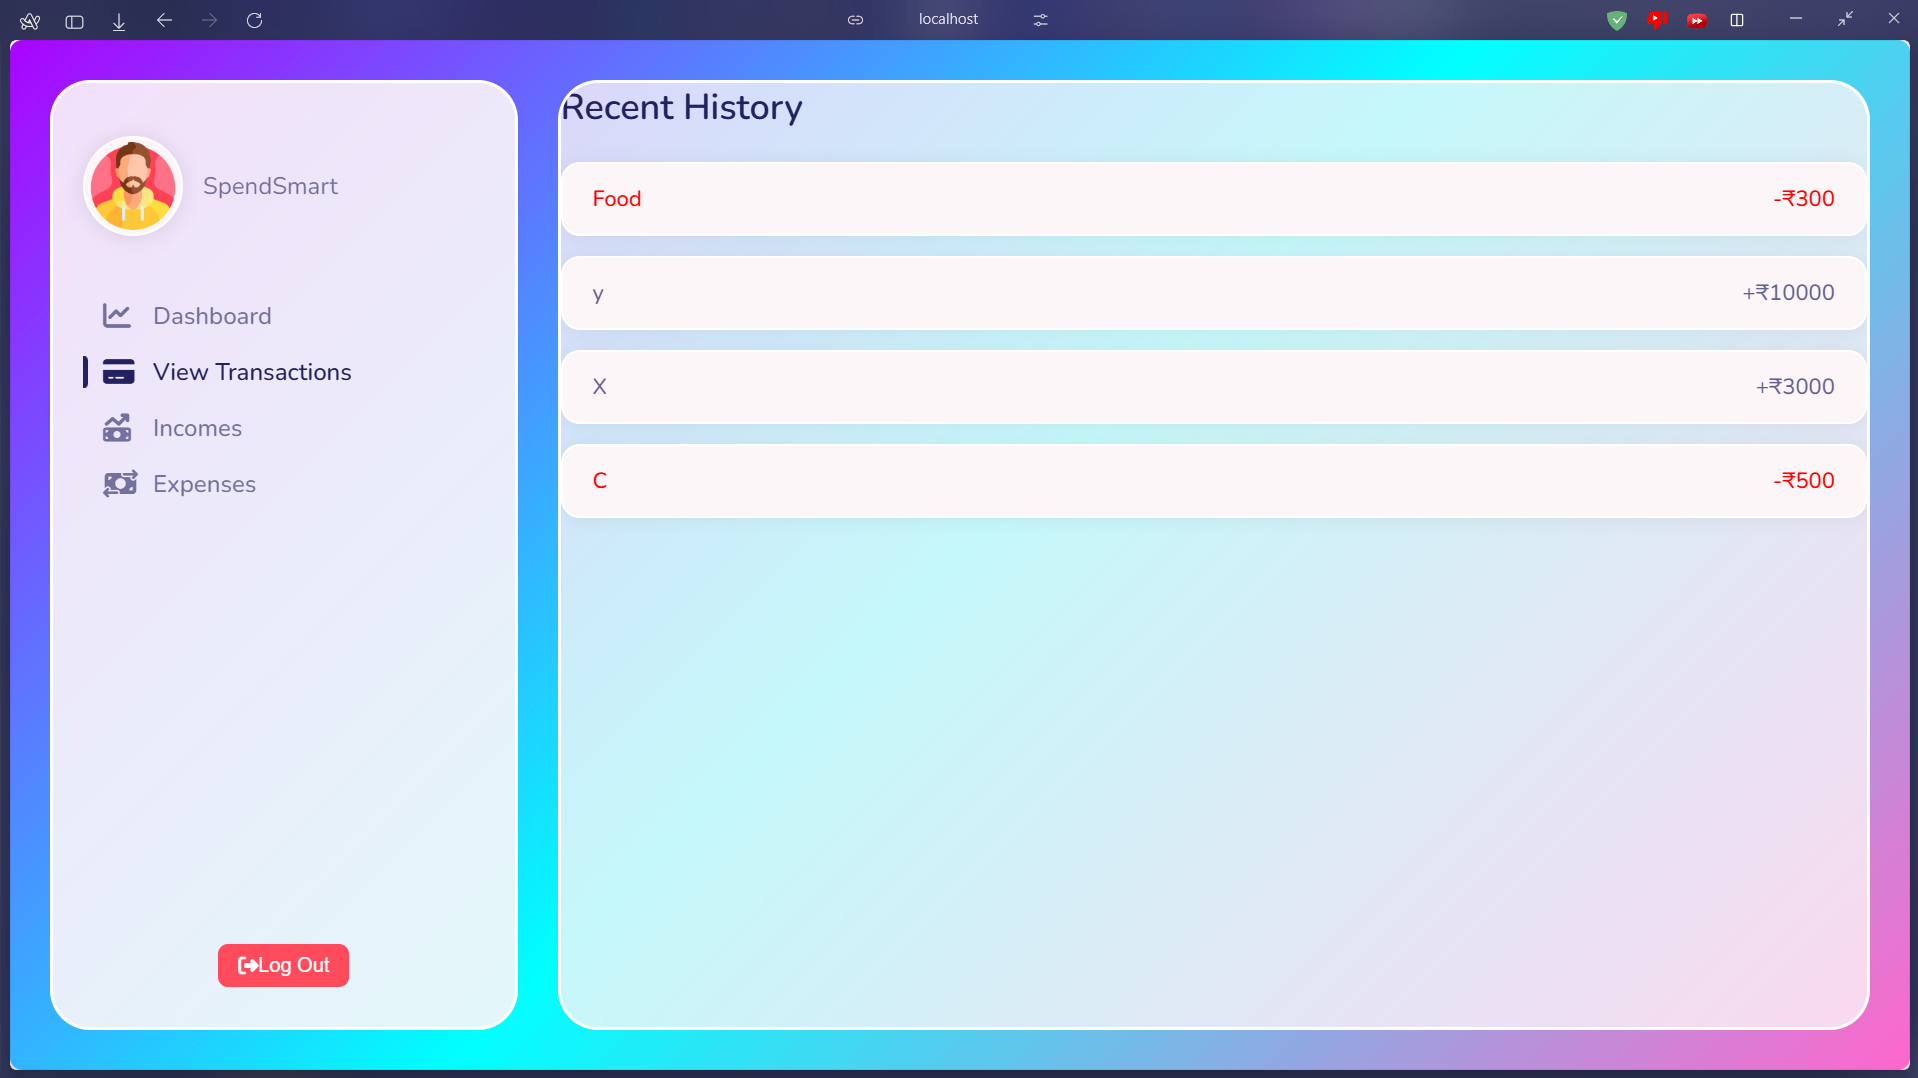 localhost
SpendSmart
Dashboard
View Transactions
Incomes
Expenses
Log Out
Recent History
Food -₹300
y +₹10000
X +₹3000
C -₹500